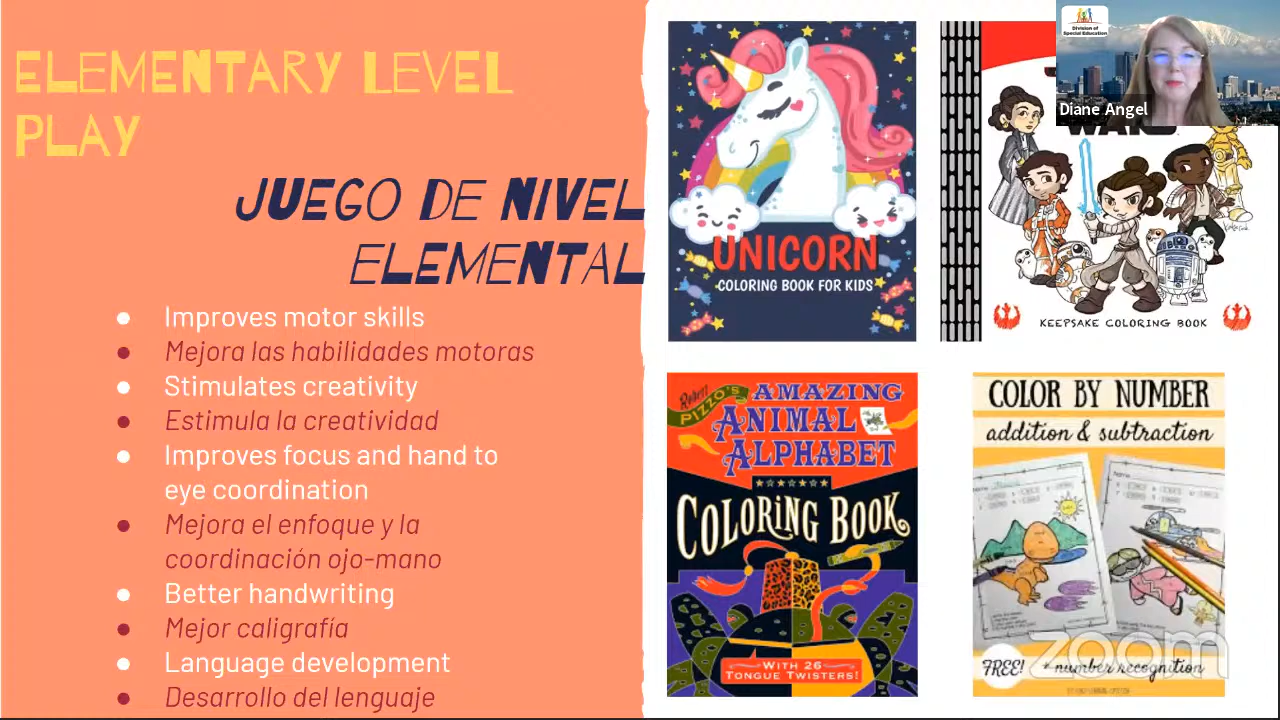 ELEMENTARY LEVEL
PLAY
JUEGO DE NIVEL
ELEMENTAL
● Improves motor skills
● Mejora las habilidades motoras
● Stimulates creativity
● Estimula la creatividad
● Improves focus and hand to
eye coordination
● Mejora el enfoque y la
coordinación ojo-mano
● Better handwriting
● Mejor caligrafía
● Language development
● Desarrollo del lenguaje
UNICORN
COLORING BOOK FOR KIDS
WARS
KEEPSAKE COLORING BOOK
Division of
Special Education
Diane Angel
Robert
PIZZO'S
AMAZING
ANIMAL
ALPHABET
COLORING BOOK
WITH 26
TONGUE TWISTERS!
COLOR BY NUMBER
addition & subtraction
FREE!
* number recognition
zoom